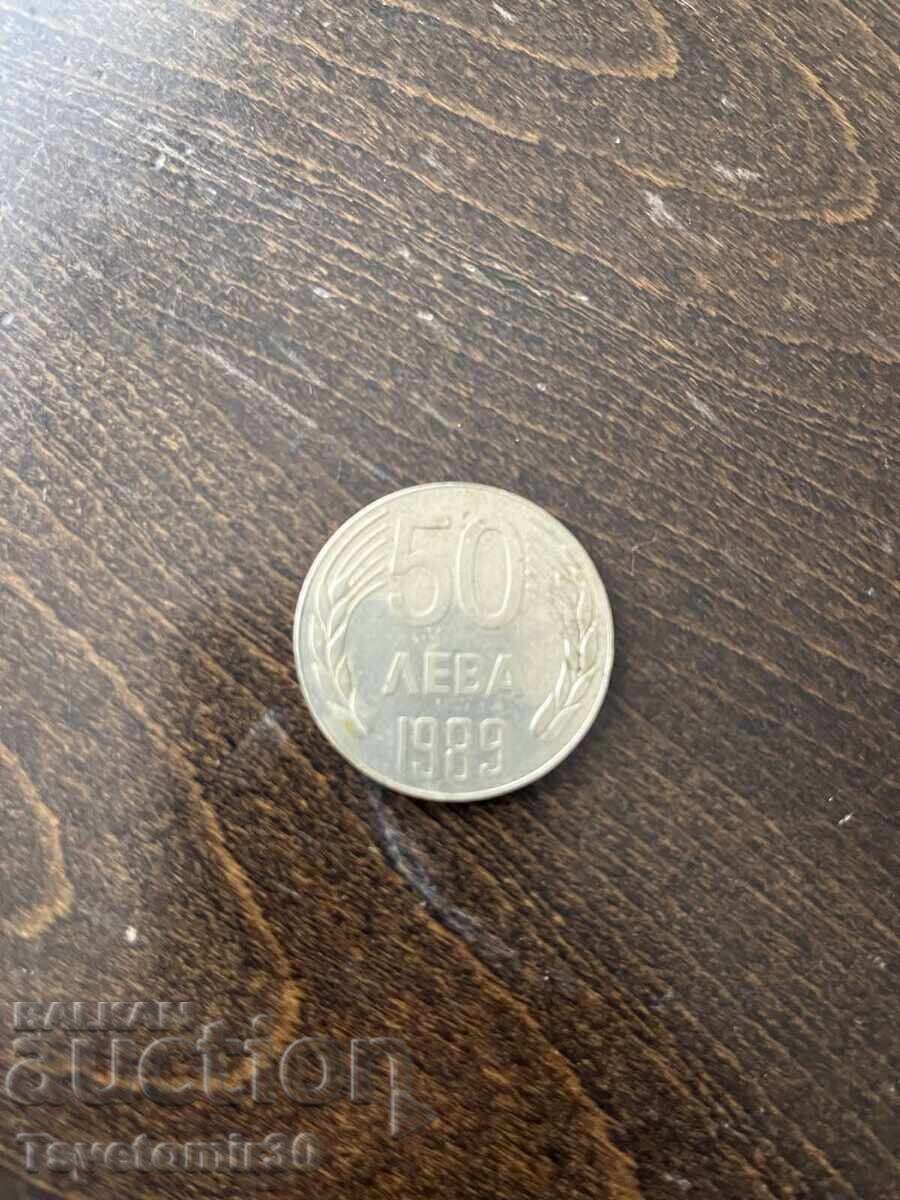 50
ЛЕВА
1989
BALKAN
auction
Tsvetomir30